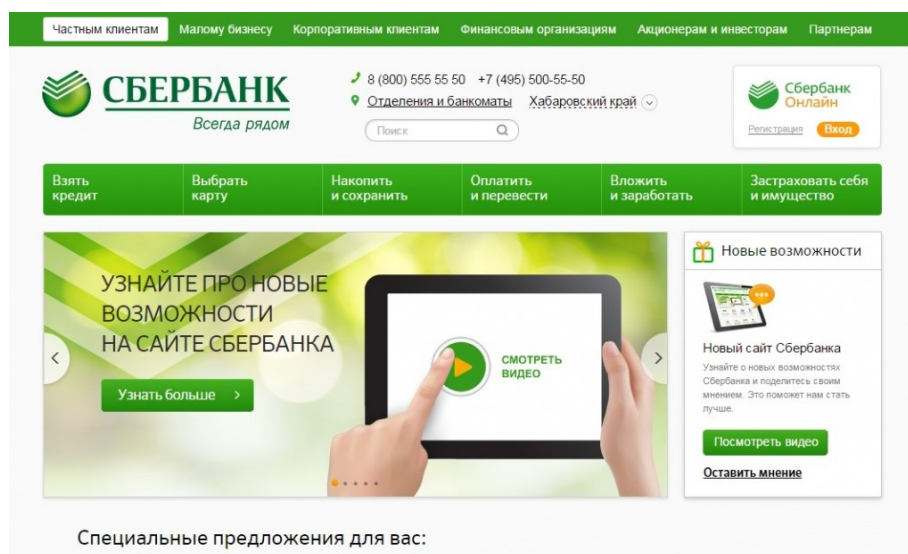 Частным клиентам Малому бизнесу Корпоративным клиентам Финансовым организациям Акционерам и инвесторам Партнерам
СБЕРБАНК
Всегда рядом
8 (800) 555 55 50 +7 (495) 500-55-50
Отделения и банкоматы Хабаровский край
Поиск
Сбербанк
Онлайн
Регистрация Вход
Взять
кредит
Выбрать
карту
Накопить
и сохранить
Оплатить
и перевести
Вложить
и заработать
Застраховать себя
и имущество
УЗНАЙТЕ ПРО НОВЫЕ
ВОЗМОЖНОСТИ
НА САЙТЕ СБЕРБАНКА
Узнать больше
СМОТРЕТЬ
ВИДЕО
Новые возможности
Новый сайт Сбербанка
Узнайте о новых возможностях
Сбербанка и поделитесь своим
мнением. Это поможет нам стать
лучше.
Посмотреть видео
Оставить мнение
Специальные предложения для вас: